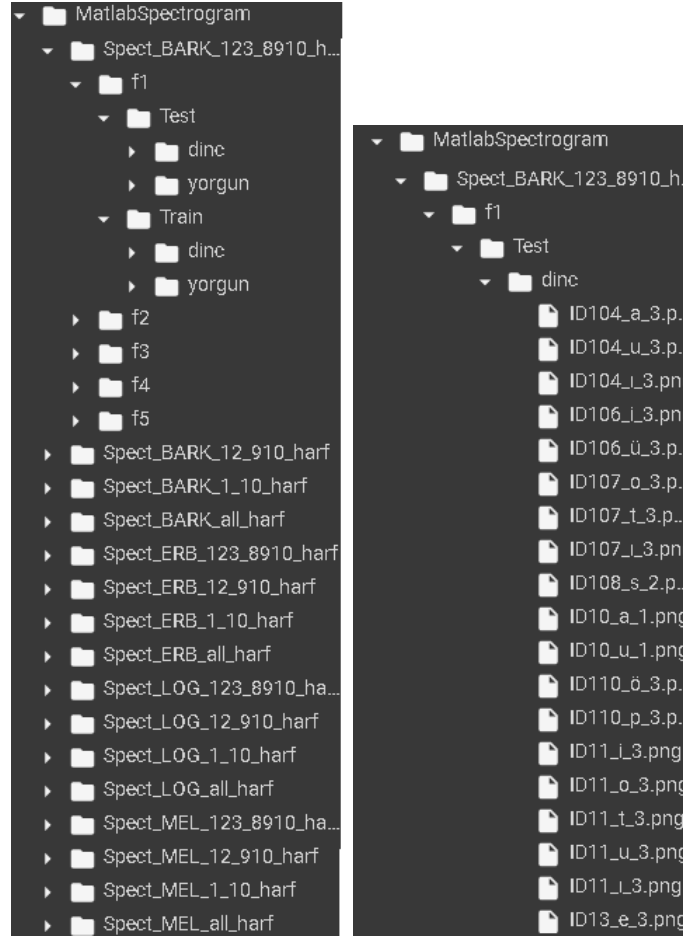 MatlabSpectrogram
Spect_BARK_123_8910_h...
f1
Test
dinc
yorgun
Train
dinc
yorgun
f2
f3
f4
f5
Spect_BARK_12_910_harf
Spect_BARK_1_10_harf
Spect_BARK_all_harf
Spect_ERB_123_8910_harf
Spect_ERB_12_910_harf
Spect_ERB_1_10_harf
Spect_ERB_all_harf
Spect_LOG_123_8910_ha...
Spect_LOG_12_910_harf
Spect_LOG_1_10_harf
Spect_LOG_all_harf
Spect_MEL_123_8910_ha...
Spect_MEL_12_910_harf
Spect_MEL_1_10_harf
Spect_MEL_all_harf
MatlabSpectrogram
Spect_BARK_123_8910_h.
f1
Test
dinc
ID104_a_3.p.
ID104_u_3.p.
ID104_ı_3.pn
ID106_i_3.pn
ID106_ü_3.p.
ID107_o_3.p.
ID107_t_3.p..
ID107_ı_3.pn
ID108_s_2.p..
ID10_a_1.png
ID10_u_1.png
ID110_ö_3.p.
ID110_p_3.p.
ID11_i_3.png
ID11_o_3.png
ID11_t_3.png
ID11_u_3.png
ID11_ı_3.png
ID13_e_3.png